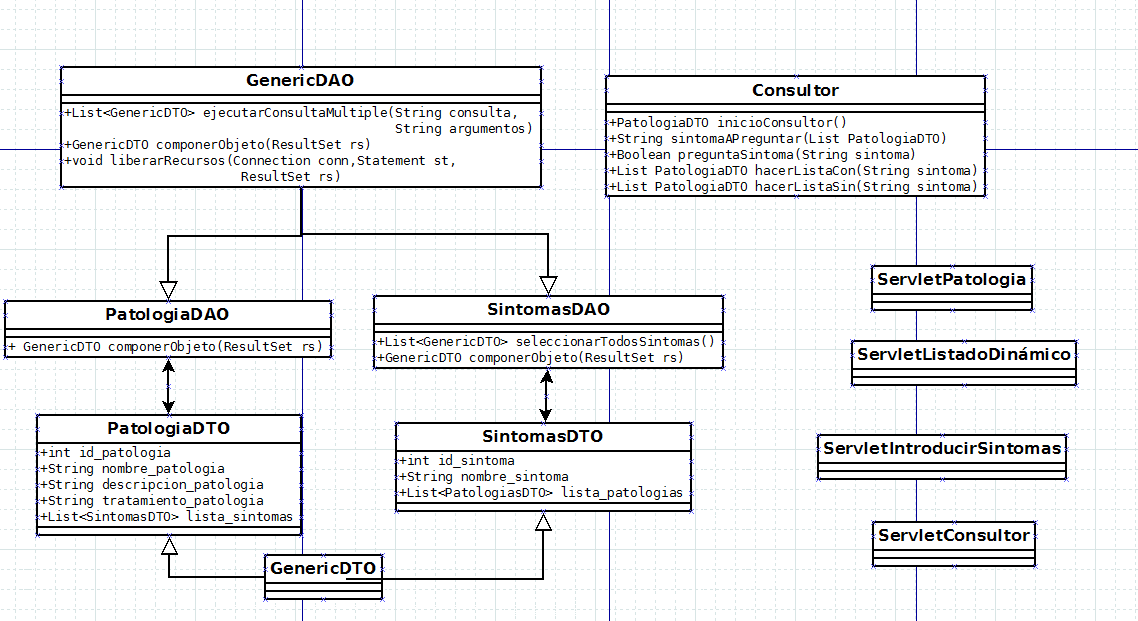 GenericDAO
+List<GenericDTO> ejecutarConsultaMultiple(String consulta,
String argumentos)
+GenericDTO componerObjeto(ResultSet rs)
+void liberarRecursos(Connection conn,Statement st,
ResultSet rs)
Consultor
+PatologiaDTO inicioConsultor()
+String sintomaAPreguntar(List PatologiaDTO)
+Boolean preguntaSintoma(String sintoma)
+List PatologiaDTO hacerListaCon(String sintoma)
+List PatologiaDTO hacerListaSin(String sintoma)
PatologiaDAO
+ GenericDTO componerObjeto(ResultSet rs)
SintomasDAO
+List<GenericDTO> seleccionarTodosSintomas()
+GenericDTO componerObjeto(ResultSet rs)
PatologiaDTO
+int id_patologia
+String nombre_patologia
+String descripcion_patologia
+String tratamiento_patologia
+List<SintomasDTO> lista_sintomas
SintomasDTO
+int id_sintoma
+String nombre_sintoma
+List<PatologiasDTO> lista_patologias
GenericDTO
ServletPatologia
ServletListadoDinámico
ServletIntroducirSintomas
ServletConsultor